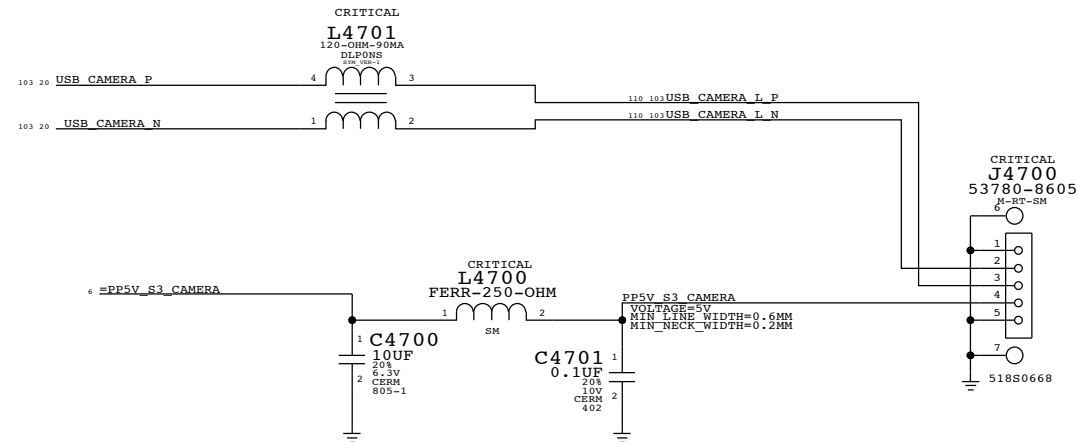 CRITICAL
L4701
120-OHM-90MA
DLP0NS
SYM_VER-1
103 20 USB_CAMERA_P
4 3
110 103 USB_CAMERA_L_P
110 103 USB_CAMERA_L_N
103 20 USB_CAMERA_N
1 2
CRITICAL
J4700
53780-8605
M-RT-SM
6
1
2
3
4
5
7
518S0668
CRITICAL
L4700
FERR-250-OHM
1 2
SM
6 =PP5V_S3_CAMERA
PP5V_S3_CAMERA
VOLTAGE=5V
MIN_LINE_WIDTH=0.6MM
MIN_NECK_WIDTH=0.2MM
1 C4700
10UF
20%
6.3V
2 CERM
805-1
C4701 1
0.1UF
20%
10V
CERM 2
402